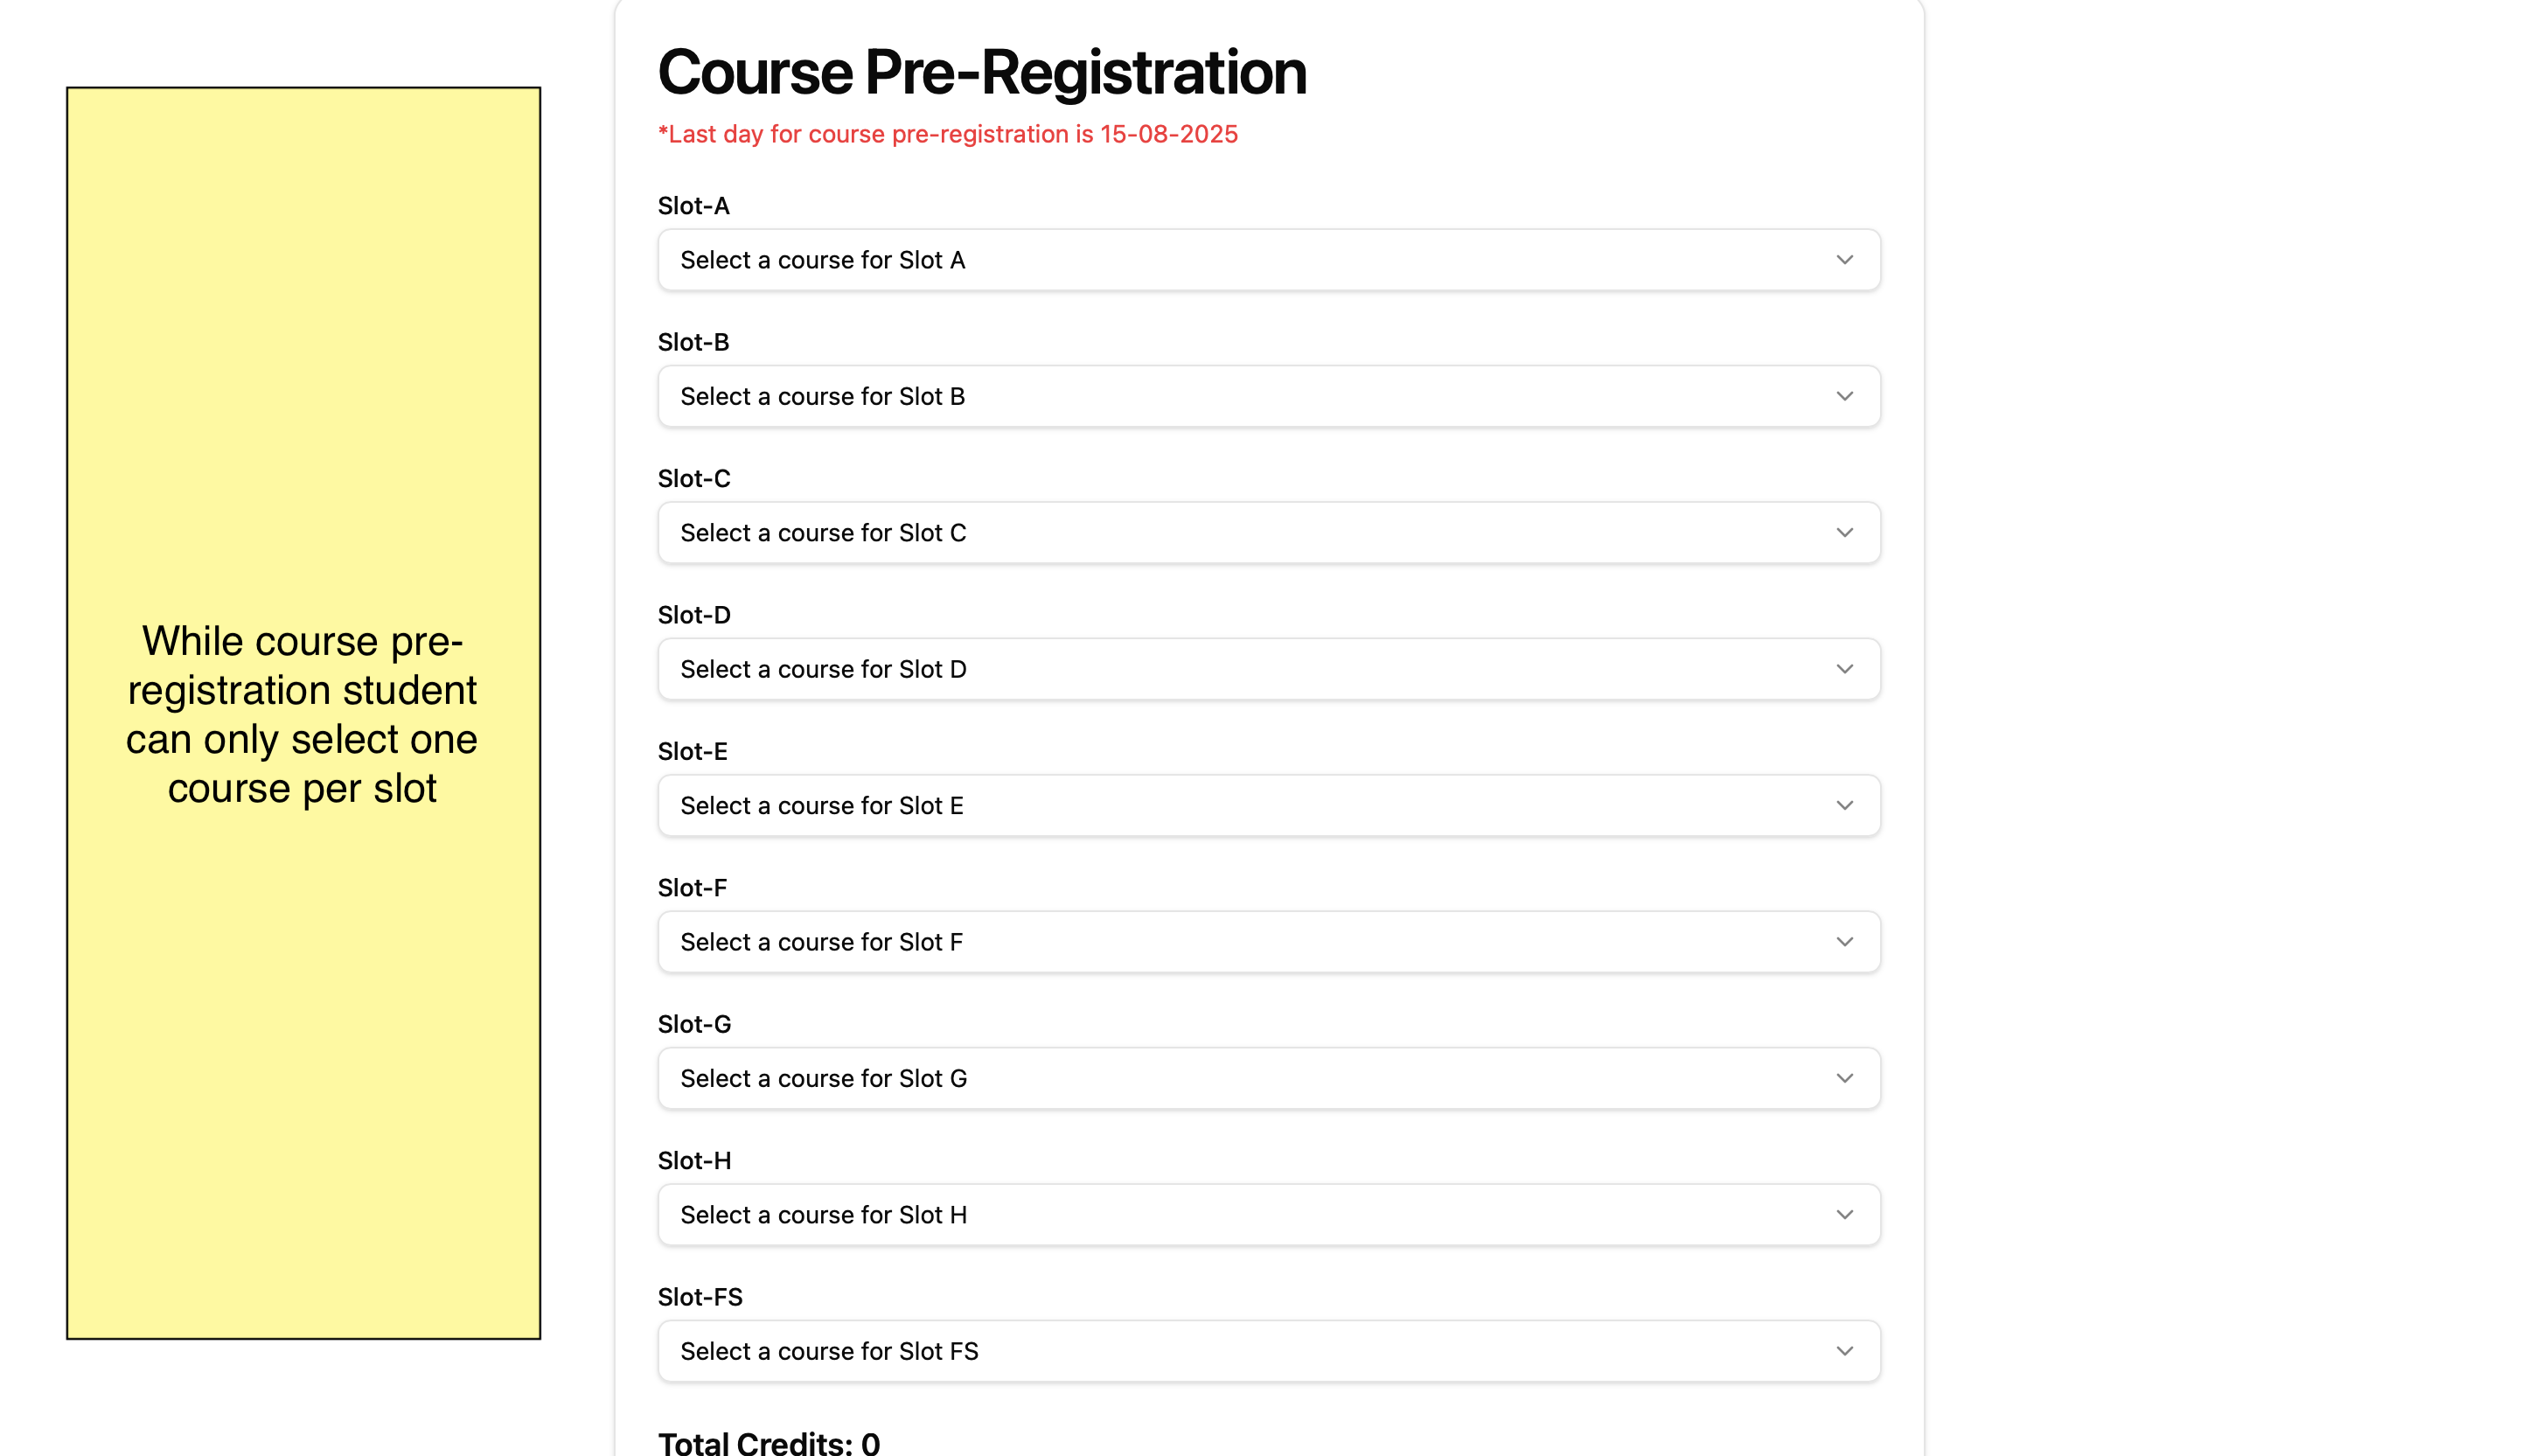 While course pre-
registration student
can only select one
course per slot
Course Pre-Registration
*Last day for course pre-registration is 15-08-2025
Slot-A
Select a course for Slot A
Slot-B
Select a course for Slot B
Slot-C
Select a course for Slot C
Slot-D
Select a course for Slot D
Slot-E
Select a course for Slot E
Slot-F
Select a course for Slot F
Slot-G
Select a course for Slot G
Slot-H
Select a course for Slot H
Slot-FS
Select a course for Slot FS
Total Credits: 0